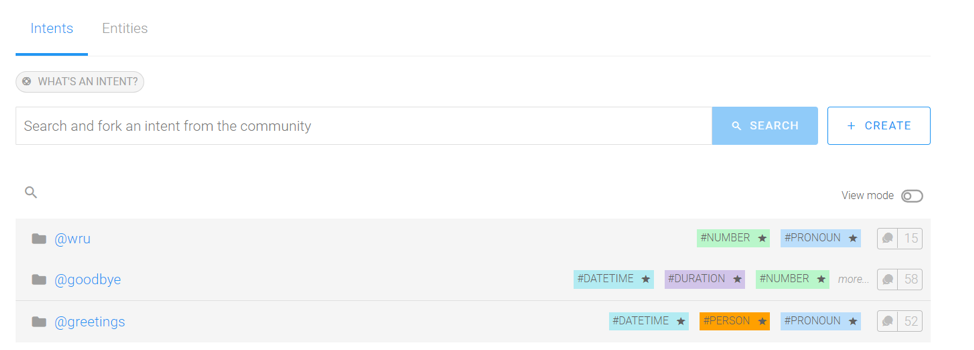 Intents Entities
WHAT'S AN INTENT?
Search and fork an intent from the community SEARCH + CREATE
View mode
@wru #NUMBER ★ #PRONOUN ★ 15
@goodbye #DATETIME ★ #DURATION ★ #NUMBER ★ more... 58
@greetings #DATETIME ★ #PERSON ★ #PRONOUN ★ 52